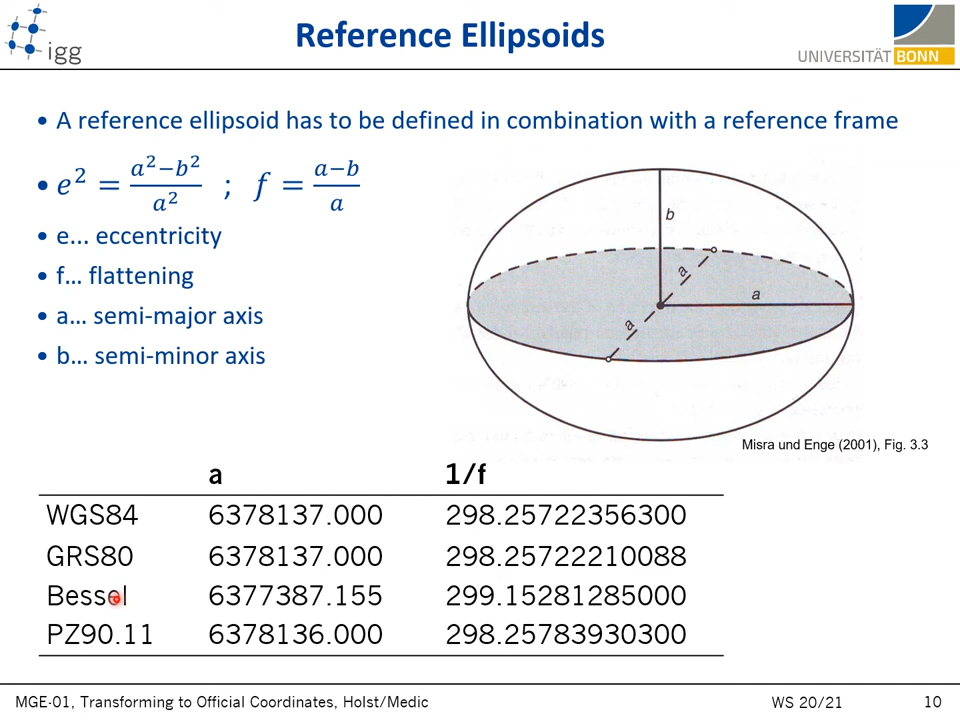 igg
Reference Ellipsoids
UNIVERSITÄT BONN
• A reference ellipsoid has to be defined in combination with a reference frame
• e² = (a²−b²)/a² ; f = (a−b)/a
• e... eccentricity
• f... flattening
• a... semi-major axis
• b... semi-minor axis
b
a
a
a
Misra und Enge (2001), Fig. 3.3
a 1/f
WGS84 6378137.000 298.25722356300
GRS80 6378137.000 298.25722210088
Bessel 6377387.155 299.15281285000
PZ90.11 6378136.000 298.25783930300
MGE-01, Transforming to Official Coordinates, Holst/Medic WS 20/21 10